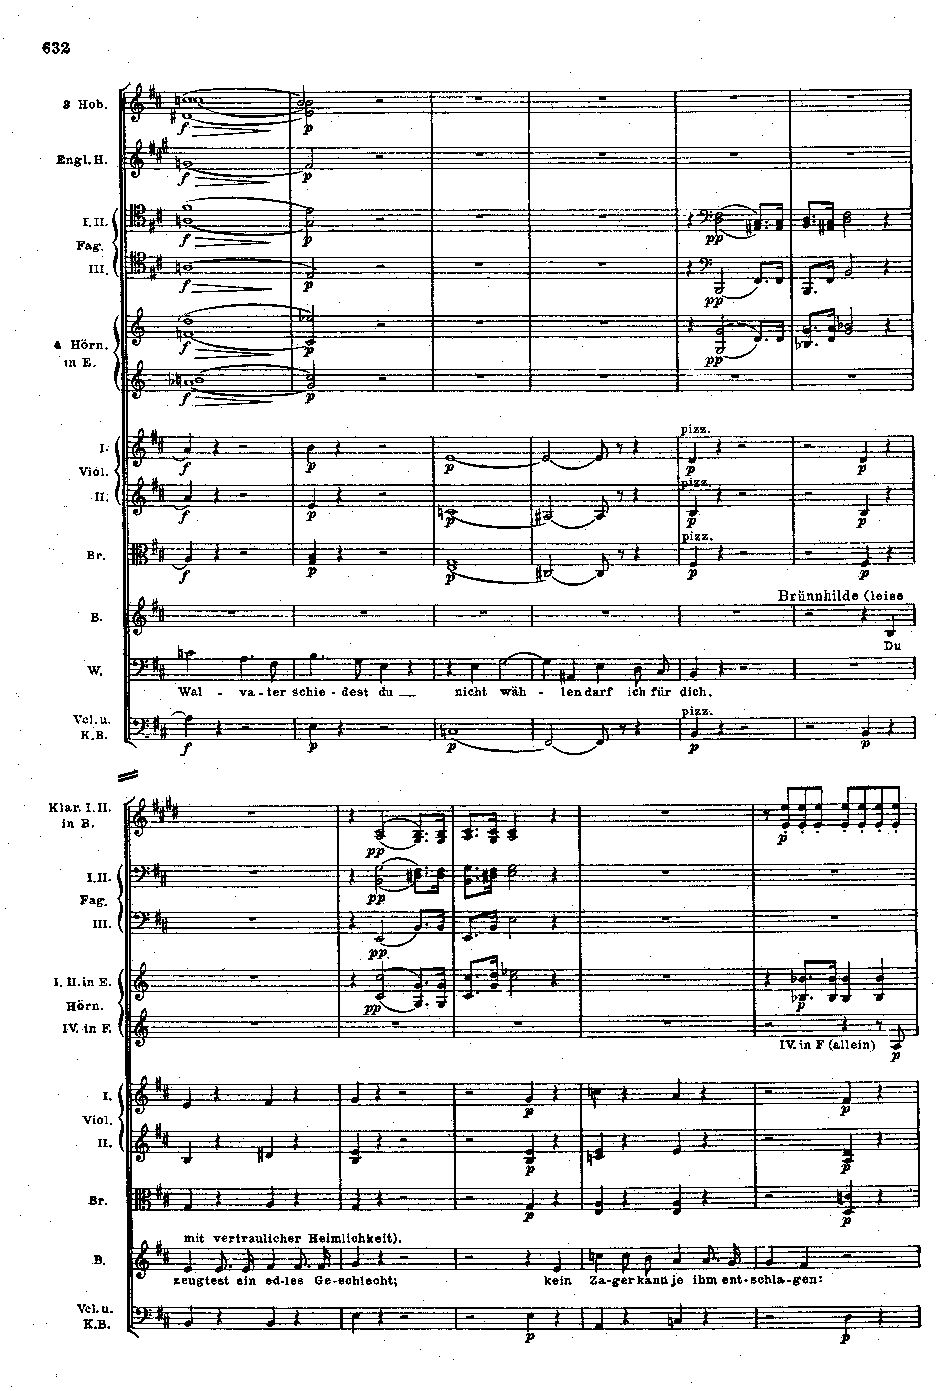 632
3 Hob.
f
p
Engl. H.
f
p
I. II.
f
p
pp
Fag.
III.
f
p
pp
4 Hörn.
in E.
f
p
pp
f
p
pizz.
I.
f
p
p
p
p
Viol.
pizz.
II.
f
p
p
p
p
pizz.
Br.
f
p
p
p
p
Brünnhilde (leise
B.
Du
W.
Wal - va-ter schie-dest du nicht wäh - len darf ich für dich.
pizz.
Vcl. u.
K.B.
f
p
p
p
p
Klar. I. II.
in B.
pp
p
I. II.
pp
Fag.
III.
pp
I. II. in E.
pp
p
Hörn.
IV. in F.
IV. in F (allein)
p
I.
p
p
Viol.
II.
p
p
Br.
p
p
mit vertraulicher Heimlichkeit).
B.
zeugtest ein ed-les Ge-schlecht; kein Za-ger kann je ihm ent-schla-gen:
Vcl. u.
K.B.
p
p